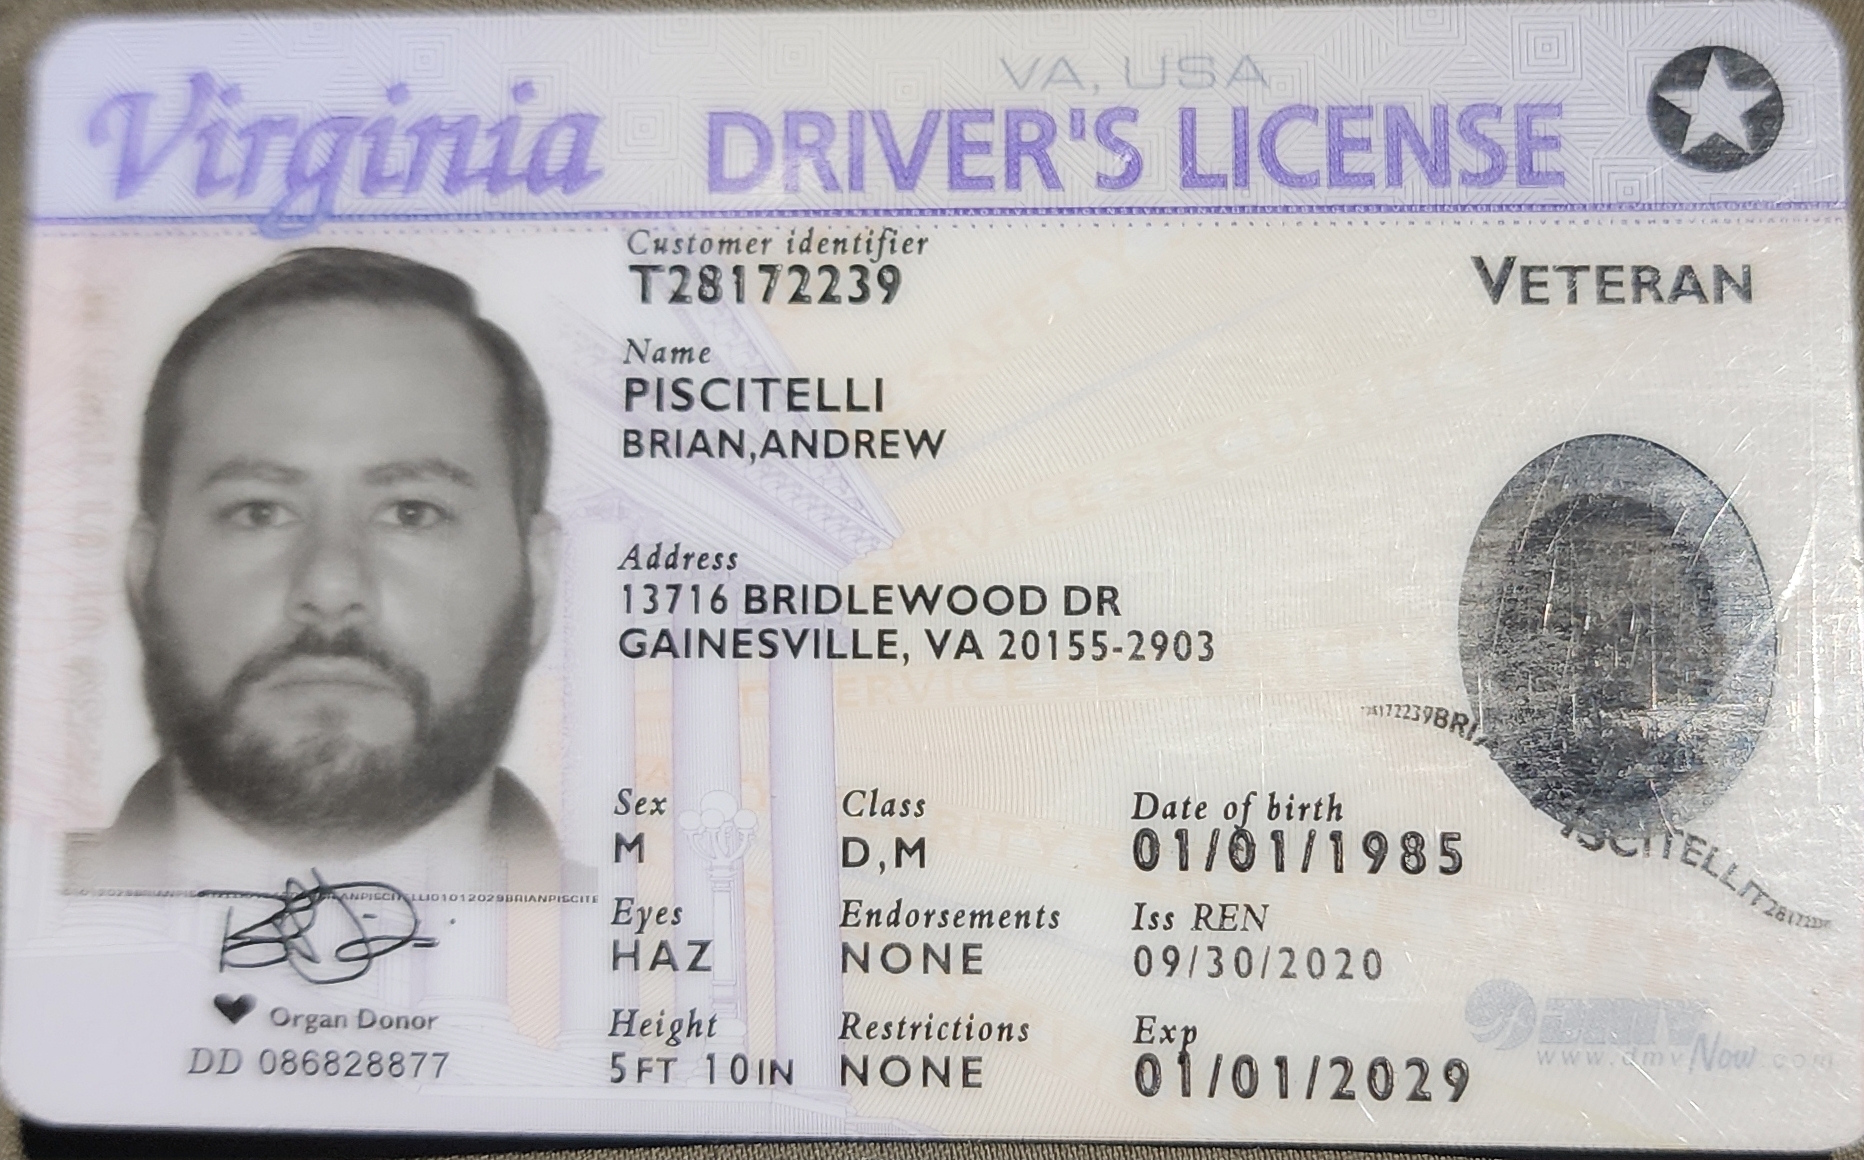 VA, USA
Virginia DRIVER'S LICENSE
Customer identifier
T28172239
VETERAN
Name
PISCITELLI
BRIAN,ANDREW
Address
13716 BRIDLEWOOD DR
GAINESVILLE, VA 20155-2903
Sex
M
Class
D,M
Date of birth
01/01/1985
Eyes
HAZ
Endorsements
NONE
Iss REN
09/30/2020
Height
5FT 10IN
Restrictions
NONE
Exp
01/01/2029
Organ Donor
DD 086828877
DMV
www.dmvNow.com